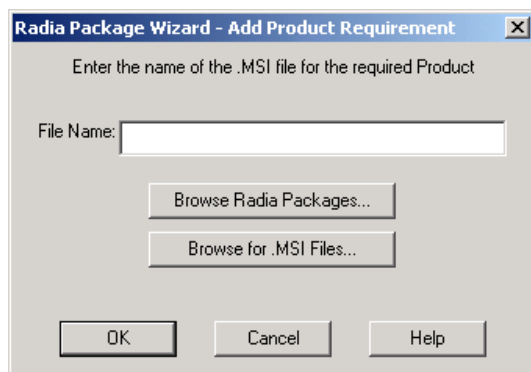 Radia Package Wizard - Add Product Requirement
Enter the name of the .MSI file for the required Product
File Name:
Browse Radia Packages...
Browse for .MSI Files...
OK Cancel Help